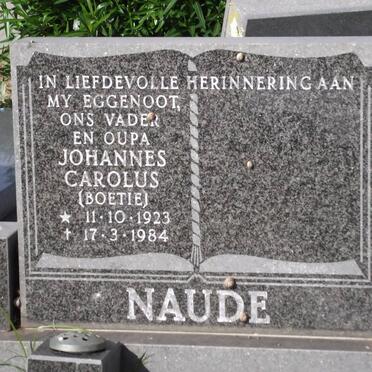 IN LIEFDEVOLLE HERINNERING AAN
MY EGGENOOT,
ONS VADER
EN OUPA
JOHANNES
CAROLUS
(BOETIE)
★ 11·10·1923
† 17·3·1984
NAUDE